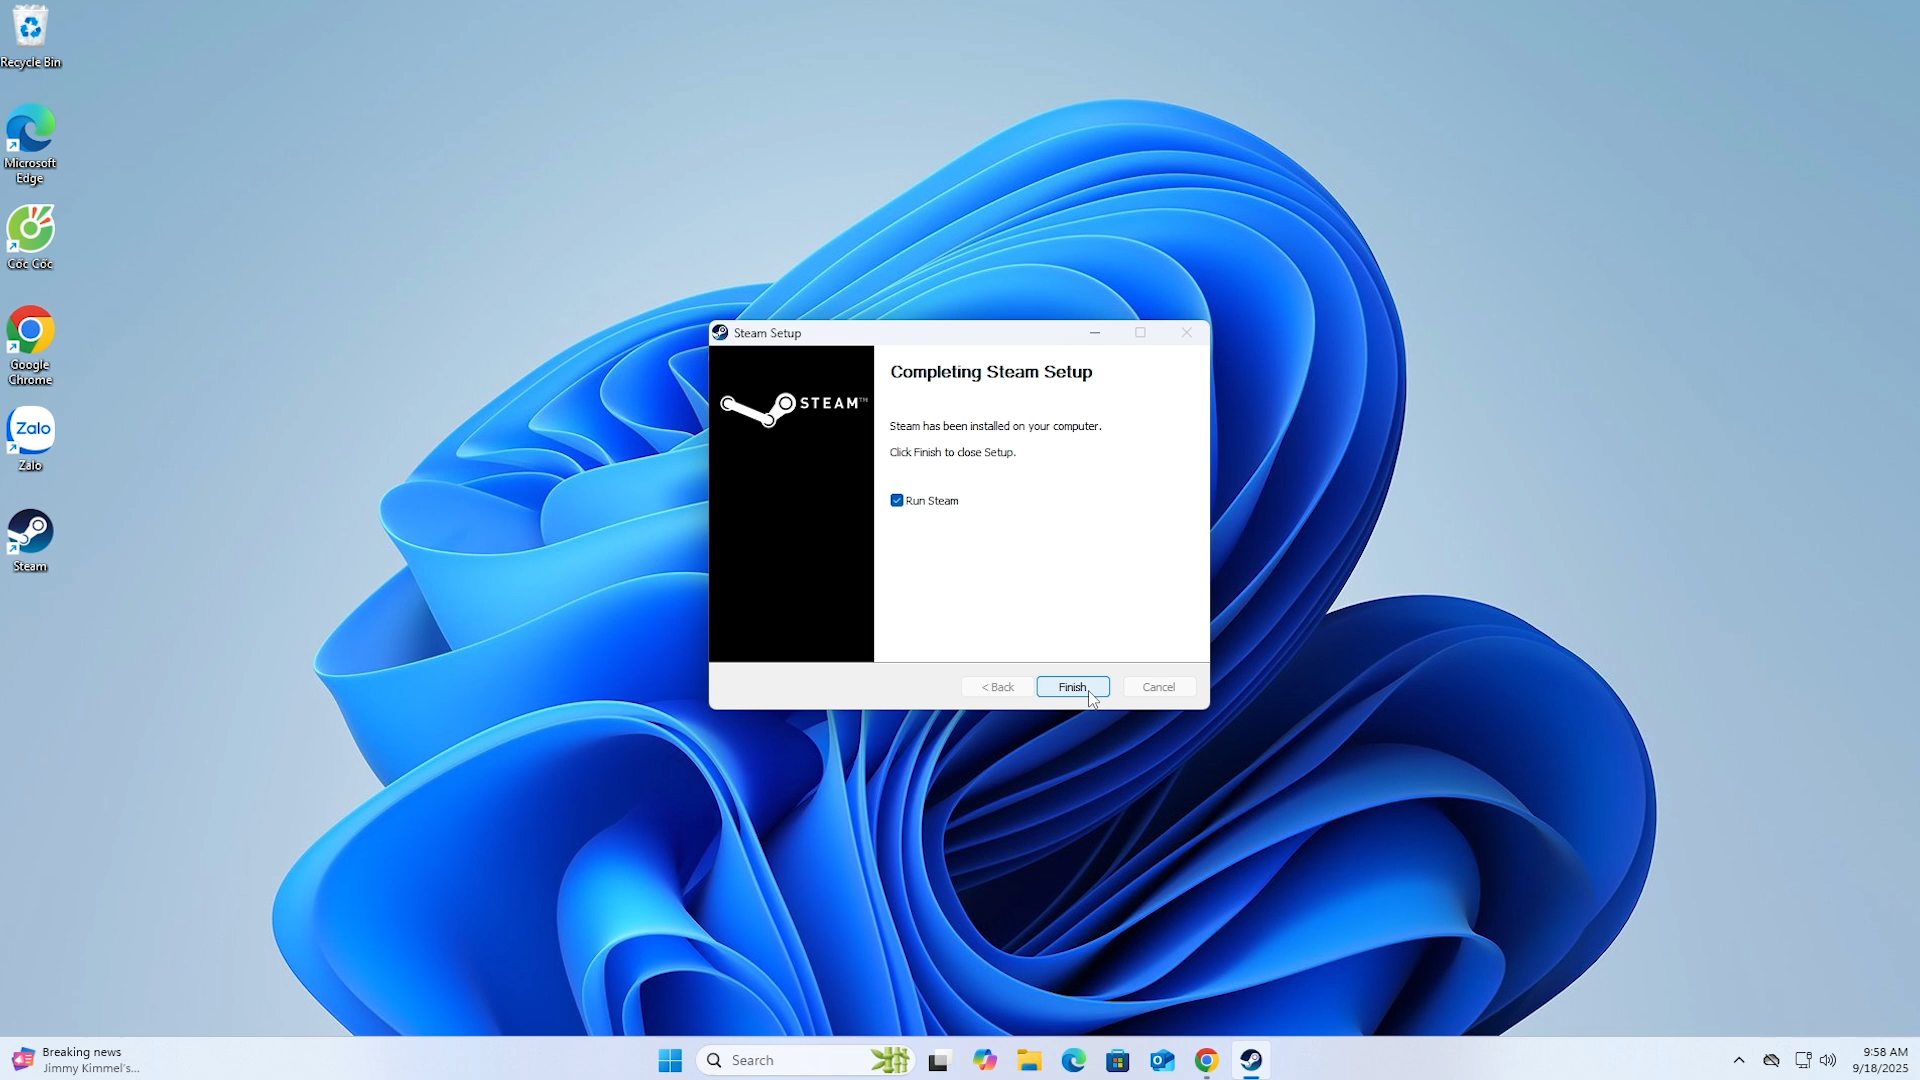 Recycle Bin
Microsoft
Edge
Cốc Cốc
Google
Chrome
Zalo
Zalo
Steam
Steam Setup
STEAM™
Completing Steam Setup
Steam has been installed on your computer.
Click Finish to close Setup.
Run Steam
< Back
Finish
Cancel
Breaking news
Jimmy Kimmel's...
Search
9:58 AM
9/18/2025